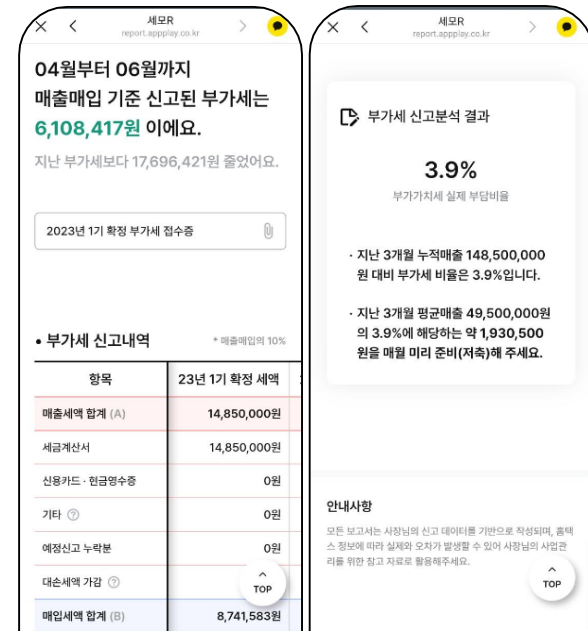 세모R
report.appplay.co.kr
04월부터 06월까지
매출매입 기준 신고된 부가세는
6,108,417원 이에요.
지난 부가세보다 17,696,421원 줄었어요.
2023년 1기 확정 부가세 접수증
• 부가세 신고내역
* 매출매입의 10%
항목 23년 1기 확정 세액
매출세액 합계 (A) 14,850,000원
세금계산서 14,850,000원
신용카드 · 현금영수증 0원
기타 ? 0원
예정신고 누락분 0원
대손세액 가감 ?
TOP
매입세액 합계 (B) 8,741,583원
세모R
report.appplay.co.kr
부가세 신고분석 결과
3.9%
부가가치세 실제 부담비율
· 지난 3개월 누적매출 148,500,000
원 대비 부가세 비율은 3.9%입니다.
· 지난 3개월 평균매출 49,500,000원
의 3.9%에 해당하는 약 1,930,500
원을 매월 미리 준비(저축)해 주세요.
안내사항
모든 보고서는 사장님의 신고 데이터를 기반으로 작성되며, 홈택
스 정보에 따라 실제와 오차가 발생할 수 있어 사장님의 사업관
리를 위한 참고 자료로 활용해주세요.
TOP